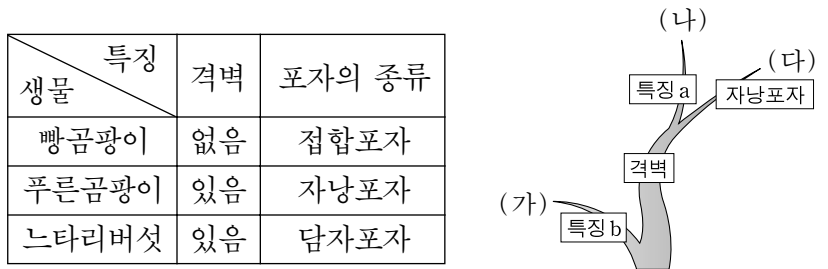 특징
생물
격벽
포자의 종류
빵곰팡이
없음
접합포자
푸른곰팡이
있음
자낭포자
느타리버섯
있음
담자포자
(나)
(다)
특징 a
자낭포자
격벽
(가)
특징 b